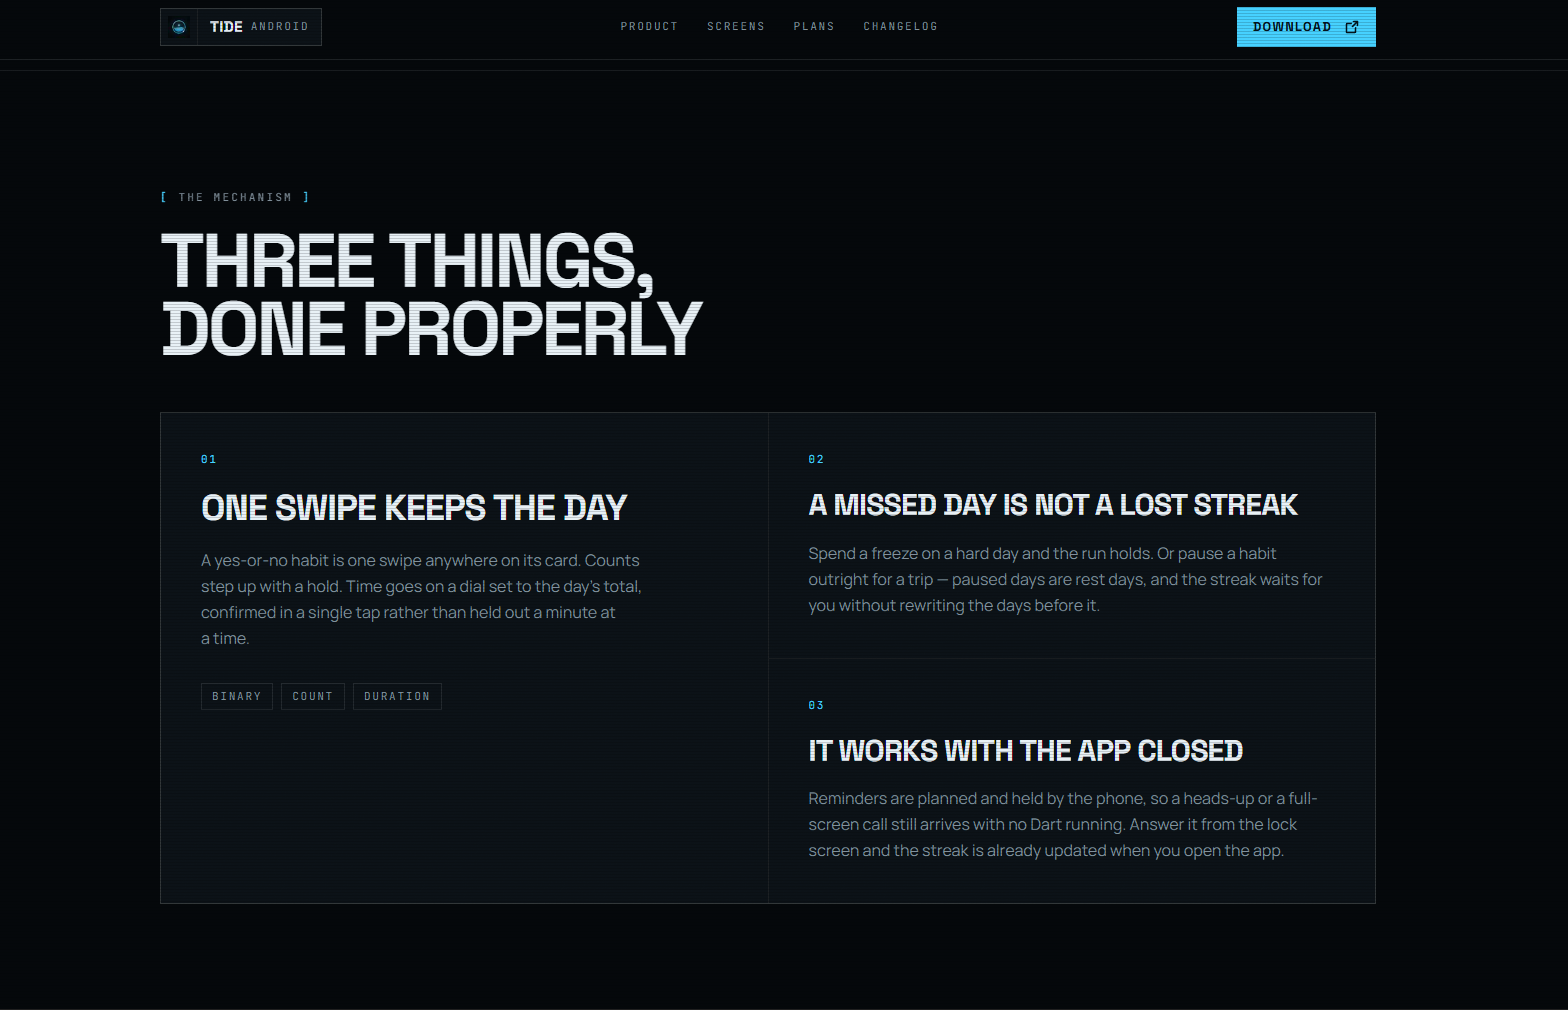 TIDE ANDROID
PRODUCT
SCREENS
PLANS
CHANGELOG
DOWNLOAD
[ THE MECHANISM ]
THREE THINGS,
DONE PROPERLY
01
ONE SWIPE KEEPS THE DAY
A yes-or-no habit is one swipe anywhere on its card. Counts
step up with a hold. Time goes on a dial set to the day's total,
confirmed in a single tap rather than held out a minute at
a time.
BINARY
COUNT
DURATION
02
A MISSED DAY IS NOT A LOST STREAK
Spend a freeze on a hard day and the run holds. Or pause a habit
outright for a trip — paused days are rest days, and the streak waits for
you without rewriting the days before it.
03
IT WORKS WITH THE APP CLOSED
Reminders are planned and held by the phone, so a heads-up or a full-
screen call still arrives with no Dart running. Answer it from the lock
screen and the streak is already updated when you open the app.